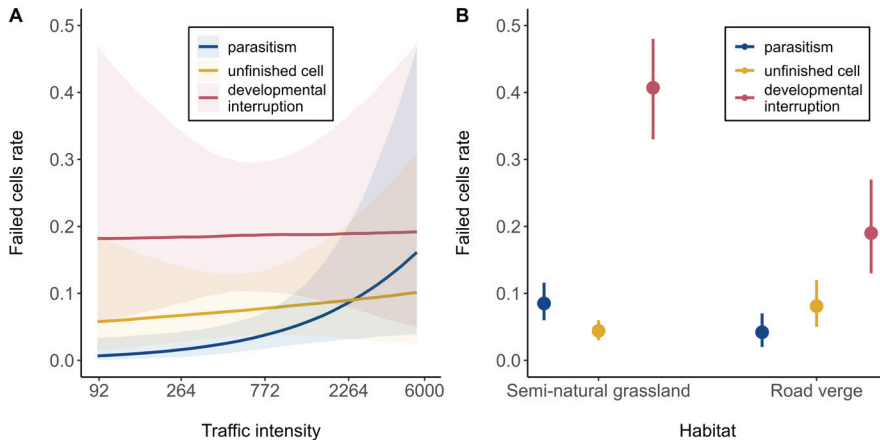 A
Failed cells rate
0.5
0.4
0.3
0.2
0.1
0.0
parasitism
unfinished cell
developmental
interruption
92
264
772
2264
6000
Traffic intensity
B
Failed cells rate
0.5
0.4
0.3
0.2
0.1
0.0
parasitism
unfinished cell
developmental
interruption
Semi-natural grassland
Road verge
Habitat